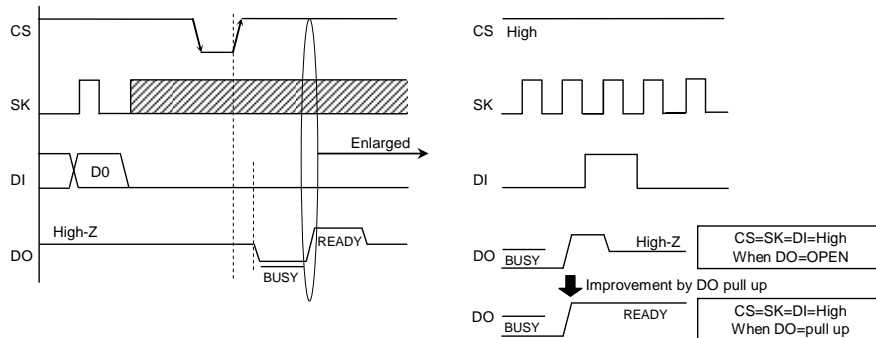 CS
SK
DI
D0
Enlarged
High-Z
DO
BUSY
READY
CS High
SK
DI
DO
BUSY
High-Z
CS=SK=DI=High
When DO=OPEN
Improvement by DO pull up
DO
BUSY
READY
CS=SK=DI=High
When DO=pull up